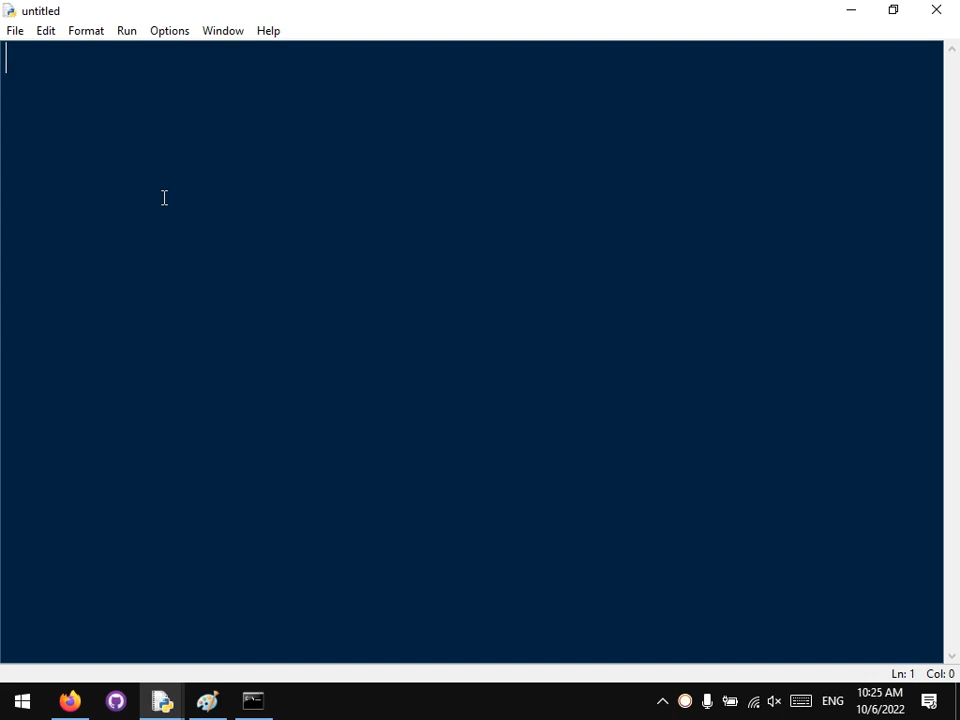 untitled
File Edit Format Run Options Window Help
Ln: 1 Col: 0
ENG
10:25 AM
10/6/2022